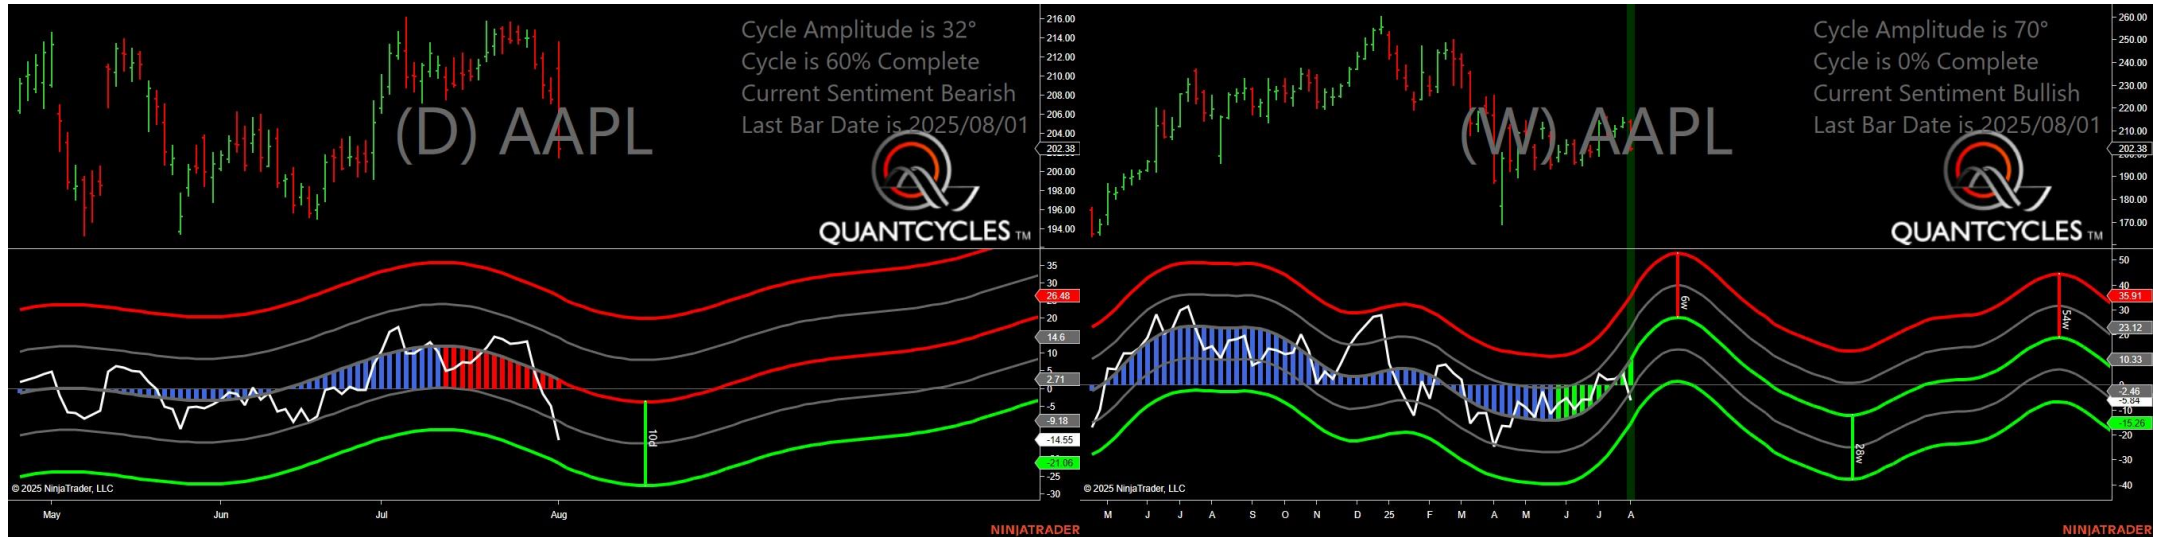 Cycle Amplitude is 32°
Cycle is 60% Complete
Current Sentiment Bearish
Last Bar Date is 2025/08/01
(D) AAPL
QUANTCYCLES TM
216.00
214.00
212.00
210.00
208.00
206.00
204.00
202.38
200.00
198.00
196.00
194.00
35
30
26.48
20
14.6
10
5
2.71
0
-5
-9.18
-14.55
-21.06
-25
-30
10d
© 2025 NinjaTrader, LLC
May
Jun
Jul
Aug
NINJATRADER
Cycle Amplitude is 70°
Cycle is 0% Complete
Current Sentiment Bullish
Last Bar Date is 2025/08/01
(W) AAPL
QUANTCYCLES TM
260.00
250.00
240.00
230.00
220.00
210.00
202.38
190.00
180.00
170.00
50
40
35.91
30
23.12
20
10.33
-2.46
-5.84
-10
-15.26
-20
-30
-40
6w
28w
54w
© 2025 NinjaTrader, LLC
M J J A S O N D 25 F M A M J J A
NINJATRADER